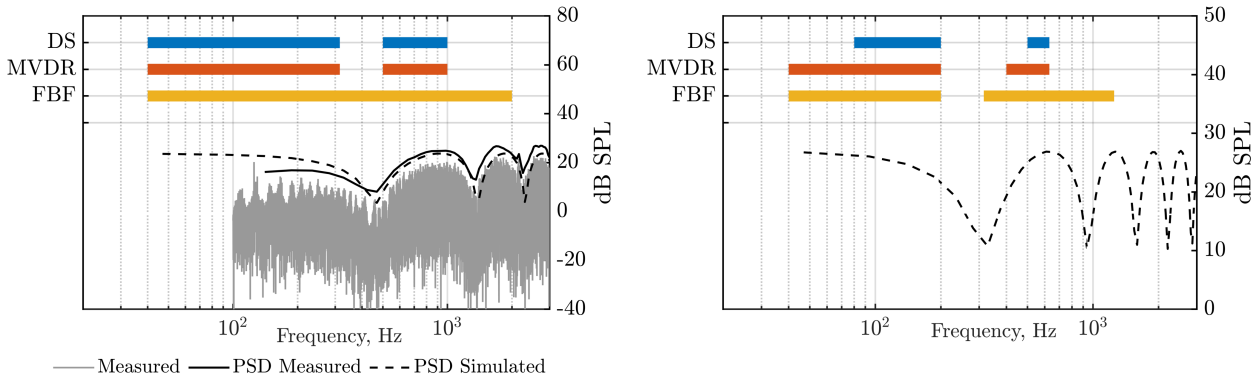 DS
MVDR
FBF
80
60
40
20
0
-20
-40
dB SPL
10² 10³
Frequency, Hz
Measured PSD Measured PSD Simulated
DS
MVDR
FBF
50
40
30
20
10
0
dB SPL
10² 10³
Frequency, Hz